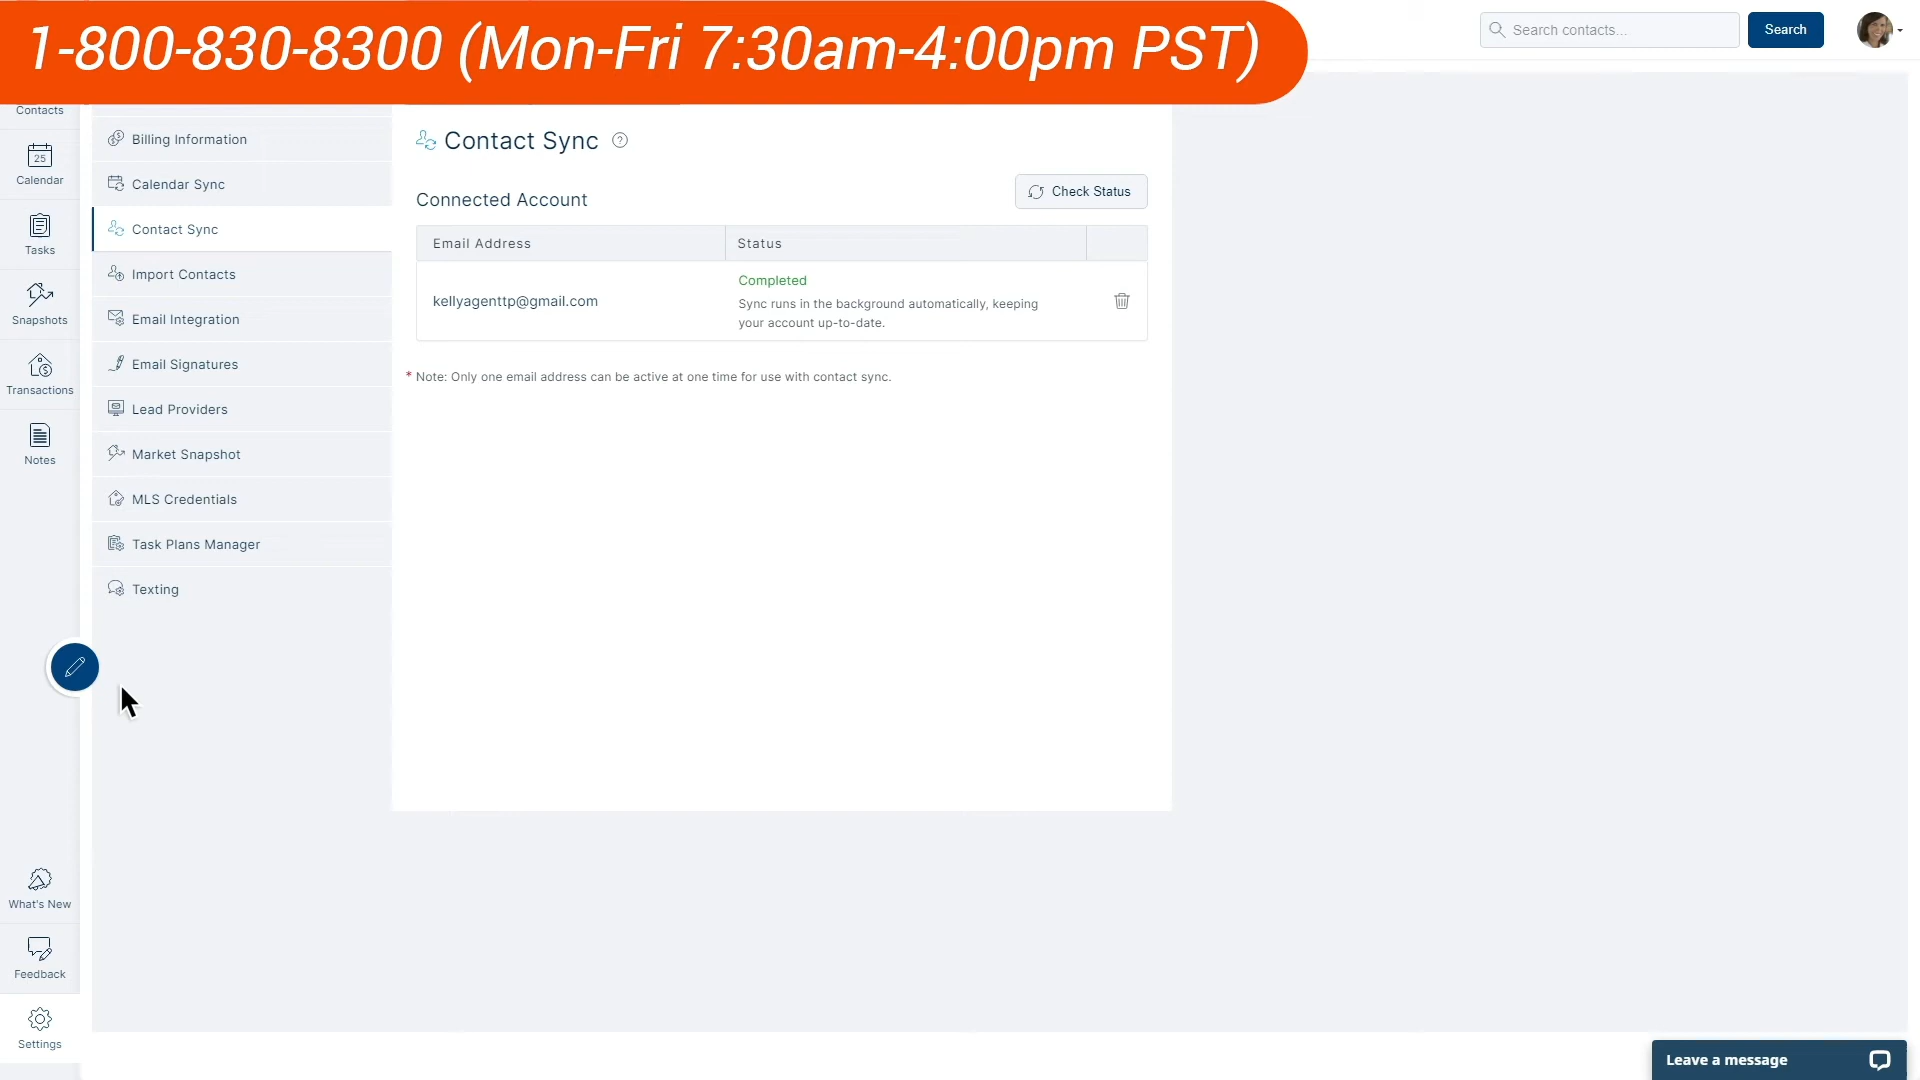 1-800-830-8300 (Mon-Fri 7:30am-4:00pm PST)
Search contacts...
Search
Contacts
25
Calendar
Tasks
Snapshots
Transactions
Notes
What's New
Feedback
Settings
Billing Information
Calendar Sync
Contact Sync
Import Contacts
Email Integration
Email Signatures
Lead Providers
Market Snapshot
MLS Credentials
Task Plans Manager
Texting
Contact Sync ?
Connected Account
Check Status
Email Address
Status
kellyagenttp@gmail.com
Completed
Sync runs in the background automatically, keeping
your account up-to-date.
* Note: Only one email address can be active at one time for use with contact sync.
Leave a message